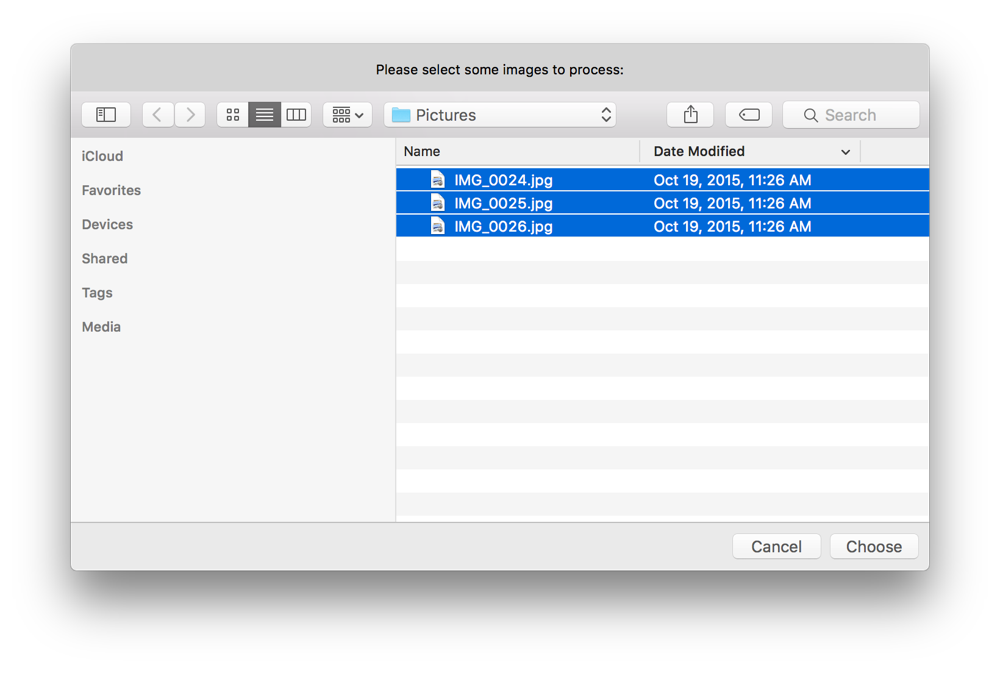 Please select some images to process:
Pictures
Search
iCloud
Favorites
Devices
Shared
Tags
Media
Name Date Modified
IMG_0024.jpg Oct 19, 2015, 11:26 AM
IMG_0025.jpg Oct 19, 2015, 11:26 AM
IMG_0026.jpg Oct 19, 2015, 11:26 AM
Cancel Choose